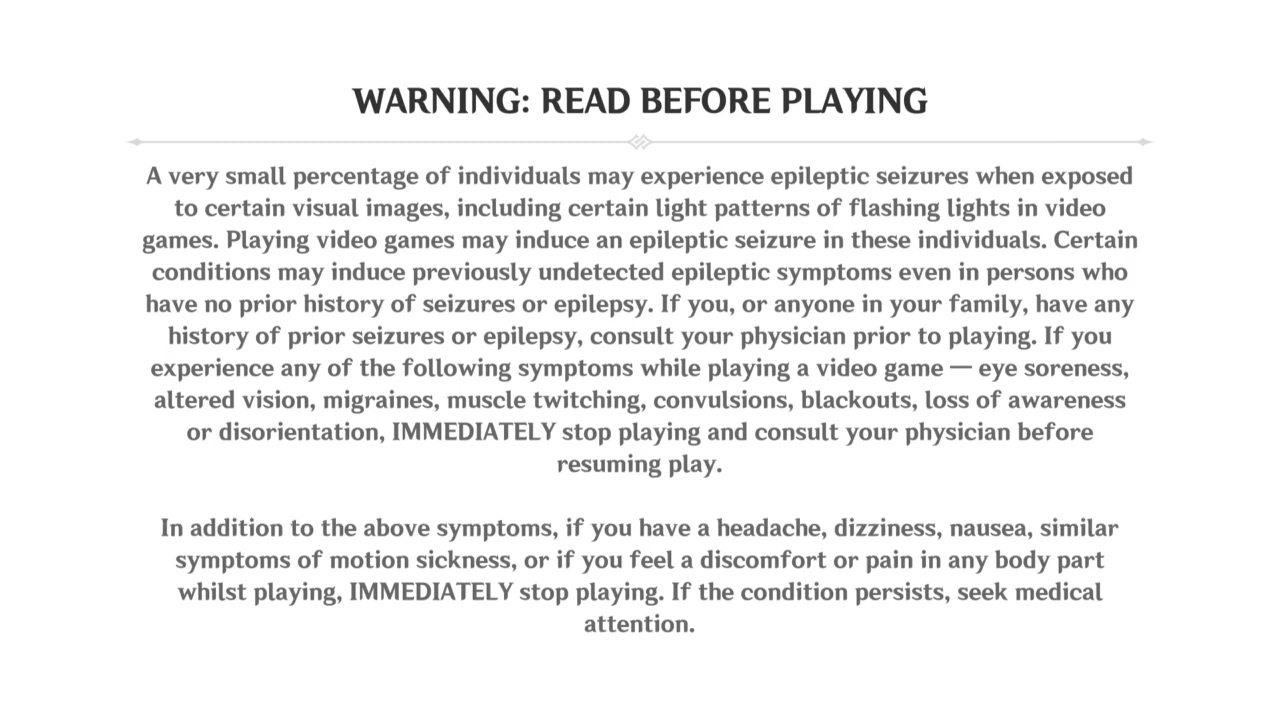 WARNING: READ BEFORE PLAYING
A very small percentage of individuals may experience epileptic seizures when exposed
to certain visual images, including certain light patterns of flashing lights in video
games. Playing video games may induce an epileptic seizure in these individuals. Certain
conditions may induce previously undetected epileptic symptoms even in persons who
have no prior history of seizures or epilepsy. If you, or anyone in your family, have any
history of prior seizures or epilepsy, consult your physician prior to playing. If you
experience any of the following symptoms while playing a video game — eye soreness,
altered vision, migraines, muscle twitching, convulsions, blackouts, loss of awareness
or disorientation, IMMEDIATELY stop playing and consult your physician before
resuming play.
In addition to the above symptoms, if you have a headache, dizziness, nausea, similar
symptoms of motion sickness, or if you feel a discomfort or pain in any body part
whilst playing, IMMEDIATELY stop playing. If the condition persists, seek medical
attention.